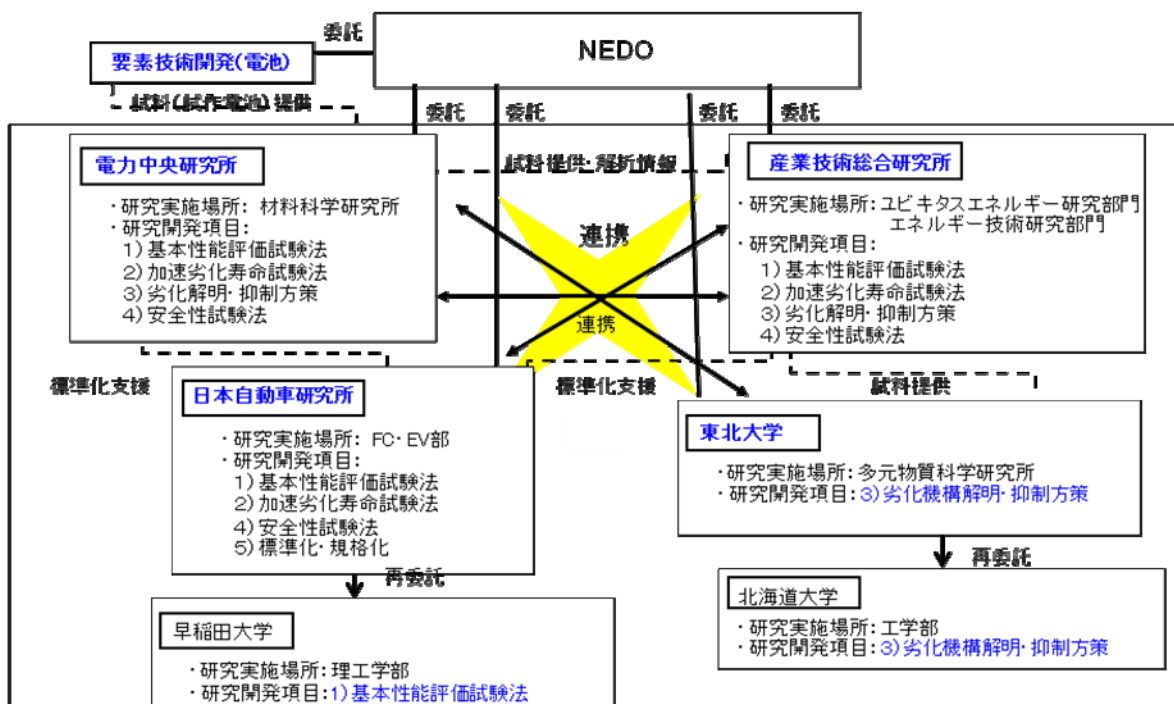 委託
NEDO
要素技術開発(電池)
試料(試作電池)提供
委託
委託
委託
委託
電力中央研究所
・研究実施場所: 材料科学研究所
・研究開発項目:
1)基本性能評価試験法
2)加速劣化寿命試験法
3)劣化解明・抑制方策
4)安全性試験法
試料提供・解析情報
連携
連携
産業技術総合研究所
・研究実施場所:ユビキタスエネルギー研究部門
エネルギー技術研究部門
・研究開発項目:
1)基本性能評価試験法
2)加速劣化寿命試験法
3)劣化解明・抑制方策
4)安全性試験法
標準化支援
標準化支援
試料提供
日本自動車研究所
・研究実施場所: FC・EV部
・研究開発項目:
1)基本性能評価試験法
2)加速劣化寿命試験法
4)安全性試験法
5)標準化・規格化
東北大学
・研究実施場所:多元物質科学研究所
・研究開発項目:3)劣化機構解明・抑制方策
再委託
再委託
早稲田大学
・研究実施場所:理工学部
・研究開発項目:1)基本性能評価試験法
北海道大学
・研究実施場所:工学部
・研究開発項目:3)劣化機構解明・抑制方策